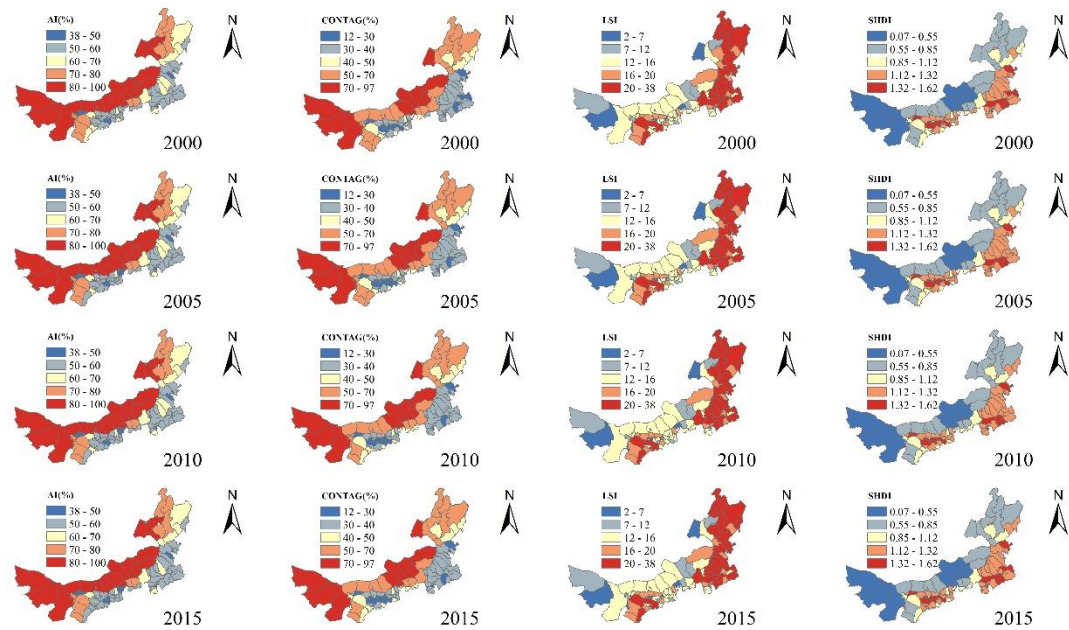 AI(%)
38 - 50
50 - 60
60 - 70
70 - 80
80 - 100
N
2000
CONTAG(%)
12 - 30
30 - 40
40 - 50
50 - 70
70 - 97
N
2000
LSI
2 - 7
7 - 12
12 - 16
16 - 20
20 - 38
N
2000
SHDI
0.07 - 0.55
0.55 - 0.85
0.85 - 1.12
1.12 - 1.32
1.32 - 1.62
N
2000
AI(%)
38 - 50
50 - 60
60 - 70
70 - 80
80 - 100
N
2005
CONTAG(%)
12 - 30
30 - 40
40 - 50
50 - 70
70 - 97
N
2005
LSI
2 - 7
7 - 12
12 - 16
16 - 20
20 - 38
N
2005
SHDI
0.07 - 0.55
0.55 - 0.85
0.85 - 1.12
1.12 - 1.32
1.32 - 1.62
N
2005
AI(%)
38 - 50
50 - 60
60 - 70
70 - 80
80 - 100
N
2010
CONTAG(%)
12 - 30
30 - 40
40 - 50
50 - 70
70 - 97
N
2010
LSI
2 - 7
7 - 12
12 - 16
16 - 20
20 - 38
N
2010
SHDI
0.07 - 0.55
0.55 - 0.85
0.85 - 1.12
1.12 - 1.32
1.32 - 1.62
N
2010
AI(%)
38 - 50
50 - 60
60 - 70
70 - 80
80 - 100
N
2015
CONTAG(%)
12 - 30
30 - 40
40 - 50
50 - 70
70 - 97
N
2015
LSI
2 - 7
7 - 12
12 - 16
16 - 20
20 - 38
N
2015
SHDI
0.07 - 0.55
0.55 - 0.85
0.85 - 1.12
1.12 - 1.32
1.32 - 1.62
N
2015